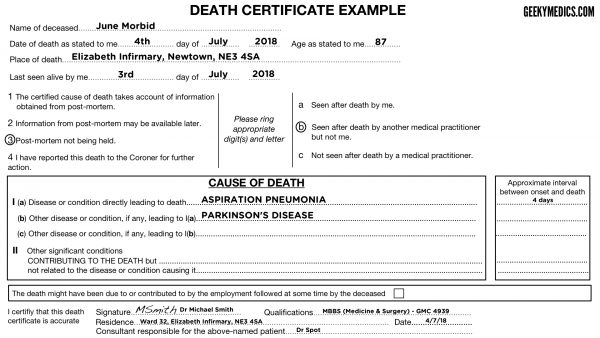 DEATH CERTIFICATE EXAMPLE
GEEKYMEDICS.COM
Name of deceased June Morbid
Date of death as stated to me 4th day of July 2018 Age as stated to me 87
Place of death Elizabeth Infirmary, Newtown, NE3 4SA
Last seen alive by me 3rd day of July 2018
1 The certified cause of death takes account of information
obtained from post-mortem.
2 Information from post-mortem may be available later.
3 Post-mortem not being held.
4 I have reported this death to the Coroner for further
action.
Please ring
appropriate
digit(s) and letter
a Seen after death by me.
b Seen after death by another medical practitioner
but not me.
c Not seen after death by a medical practitioner.
CAUSE OF DEATH
I (a) Disease or condition directly leading to death ASPIRATION PNEUMONIA
(b) Other disease or condition, if any, leading to I(a) PARKINSON'S DISEASE
(c) Other disease or condition, if any, leading to I(b)
II Other significant conditions
CONTRIBUTING TO THE DEATH but
not related to the disease or condition causing it
Approximate interval
between onset and death
4 days
The death might have been due to or contributed to by the employment followed at some time by the deceased
I certify that this death
certificate is accurate
Signature MSmith Dr Michael Smith Qualifications MBBS (Medicine & Surgery) - GMC 4939
Residence Ward 32, Elizabeth Infirmary, NE3 4SA Date 4/7/18
Consultant responsible for the above-named patient Dr Spot